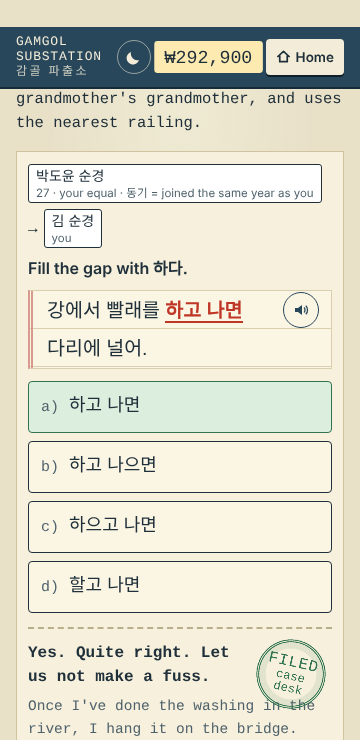 GAMGOL
SUBSTATION
감골 파출소
₩292,900
Home
grandmother's grandmother, and uses
the nearest railing.
박도윤 순경
27 · your equal · 동기 = joined the same year as you
→
김 순경
you
Fill the gap with 하다.
강에서 빨래를 하고 나면
다리에 널어.
a) 하고 나면
b) 하고 나으면
c) 하으고 나면
d) 할고 나면
Yes. Quite right. Let
us not make a fuss.
FILED
case
desk
Once I've done the washing in the
river, I hang it on the bridge.